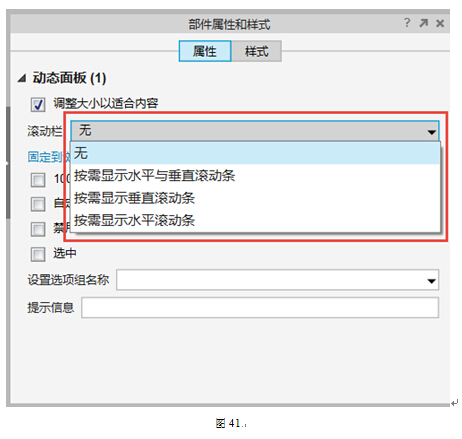 部件属性和样式
属性 样式
动态面板 (1)
调整大小以适合内容
滚动栏 无
无
固定到
按需显示水平与垂直滚动条
100
按需显示垂直滚动条
自
按需显示水平滚动条
禁用
选中
设置选项组名称
提示信息
图 41.